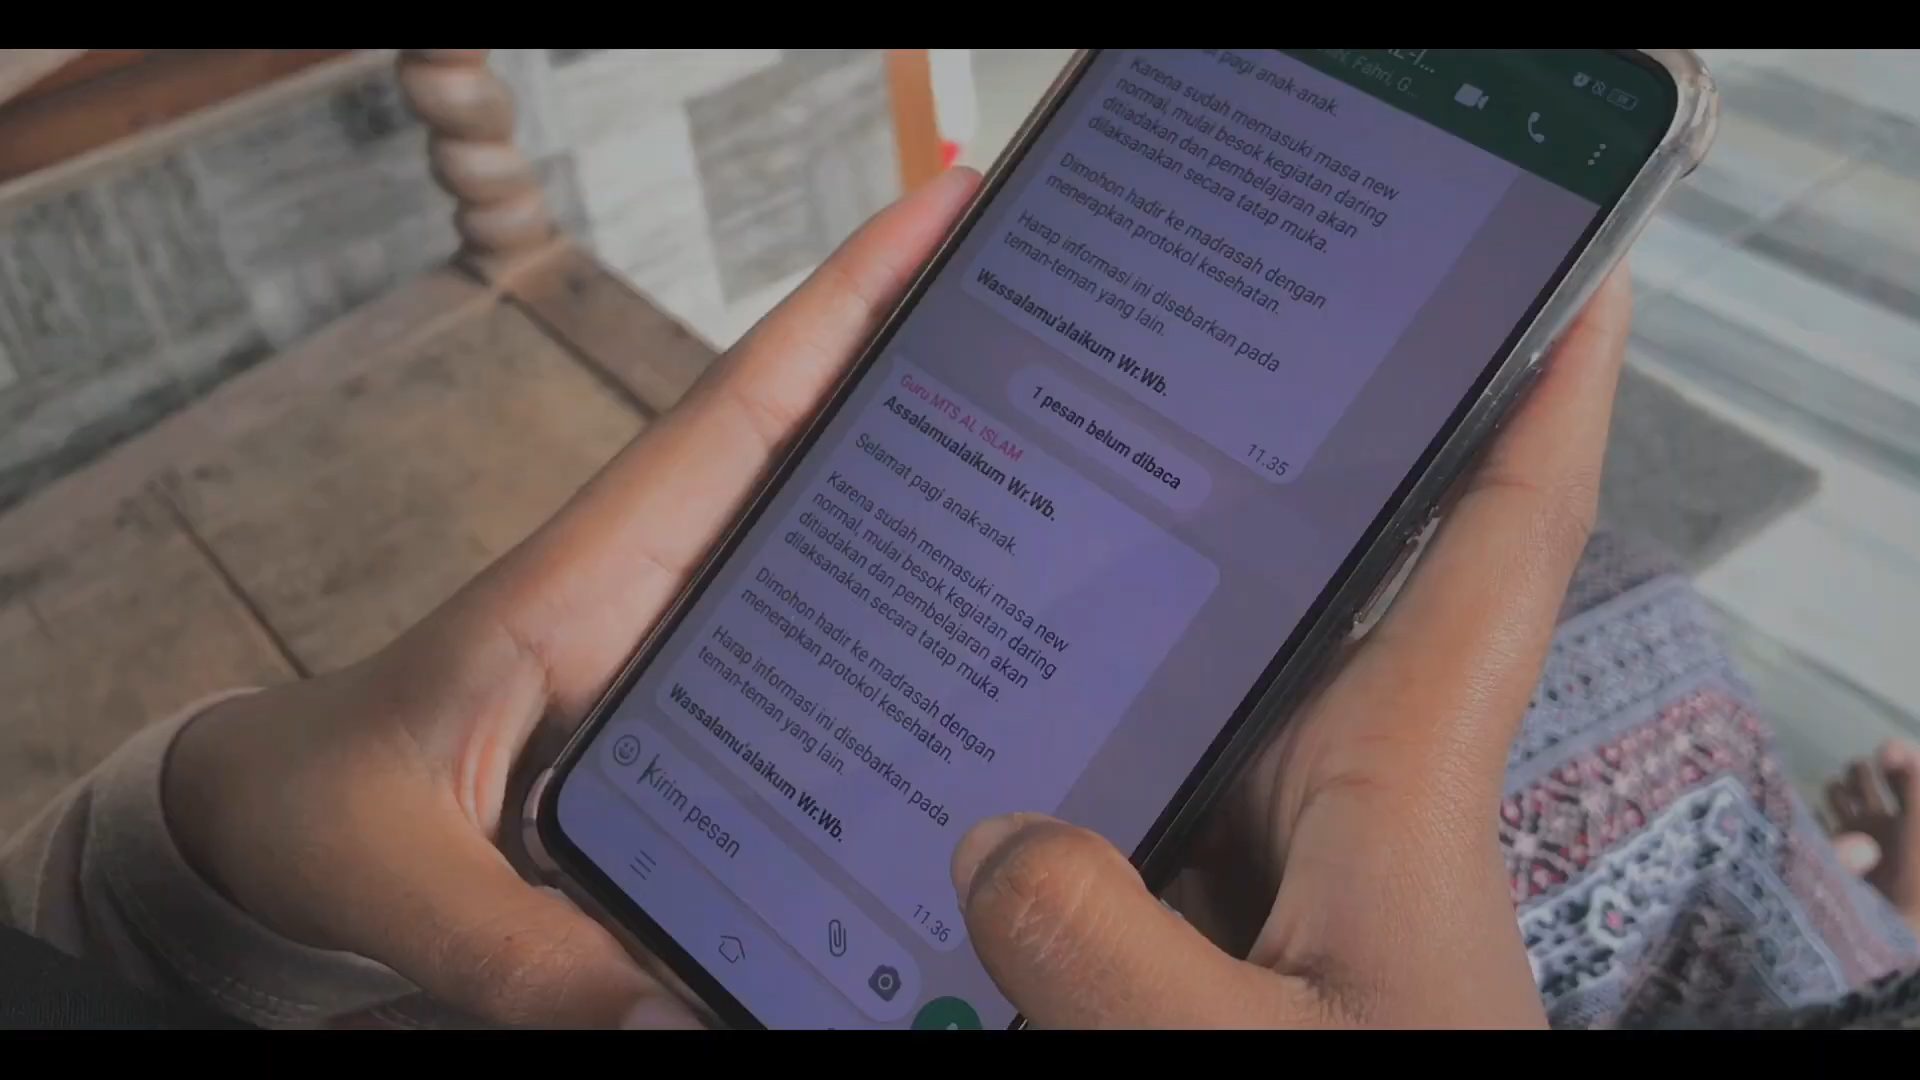 Fahri, G...
pagi anak-anak.
Karena sudah memasuki masa new
normal, mulai besok kegiatan daring
ditiadakan dan pembelajaran akan
dilaksanakan secara tatap muka.
Dimohon hadir ke madrasah dengan
menerapkan protokol kesehatan.
Harap informasi ini disebarkan pada
teman-teman yang lain.
Wassalamu'alaikum Wr.Wb.
11.35
1 pesan belum dibaca
Guru MTS AL ISLAM
Assalamualaikum Wr.Wb.
Selamat pagi anak-anak.
Karena sudah memasuki masa new
normal, mulai besok kegiatan daring
ditiadakan dan pembelajaran akan
dilaksanakan secara tatap muka.
Dimohon hadir ke madrasah dengan
menerapkan protokol kesehatan.
Harap informasi ini disebarkan pada
teman-teman yang lain.
Wassalamu'alaikum Wr.Wb.
11.36
Kirim pesan